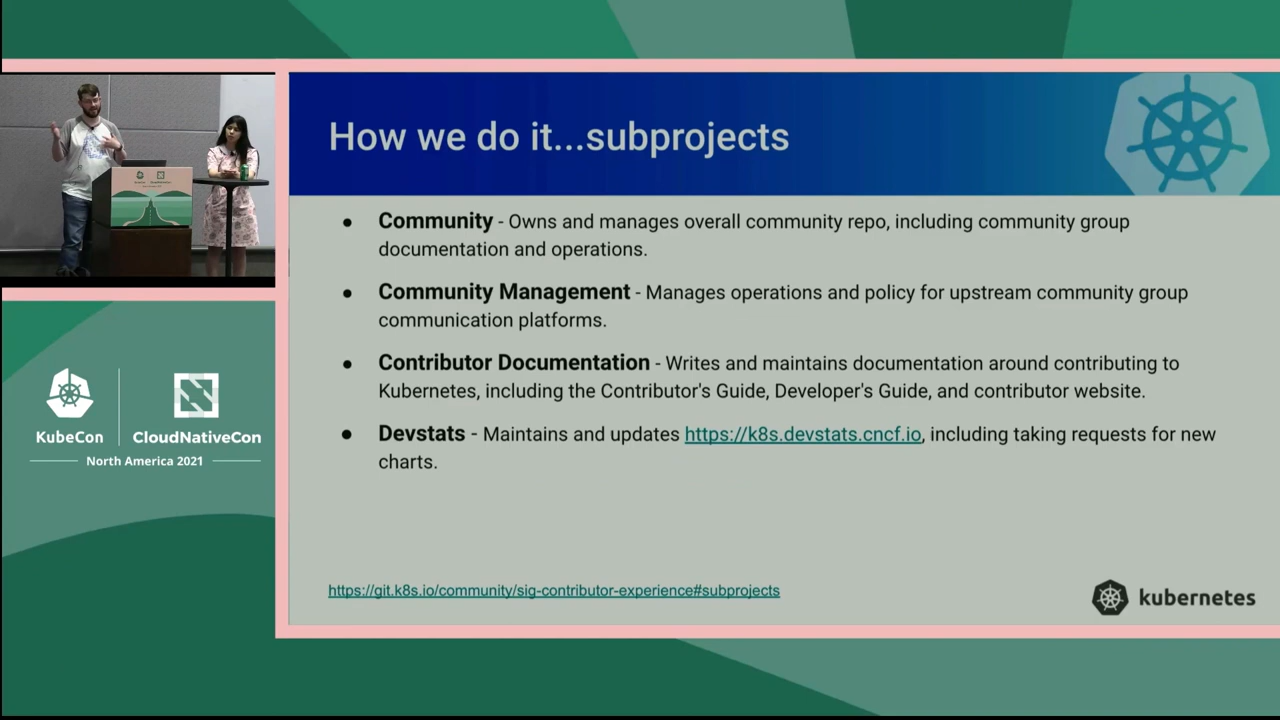 How we do it...subprojects
● Community - Owns and manages overall community repo, including community group
documentation and operations.
● Community Management - Manages operations and policy for upstream community group
communication platforms.
● Contributor Documentation - Writes and maintains documentation around contributing to
Kubernetes, including the Contributor's Guide, Developer's Guide, and contributor website.
● Devstats - Maintains and updates https://k8s.devstats.cncf.io, including taking requests for new
charts.
https://git.k8s.io/community/sig-contributor-experience#subprojects
kubernetes
KubeCon
CloudNativeCon
North America 2021